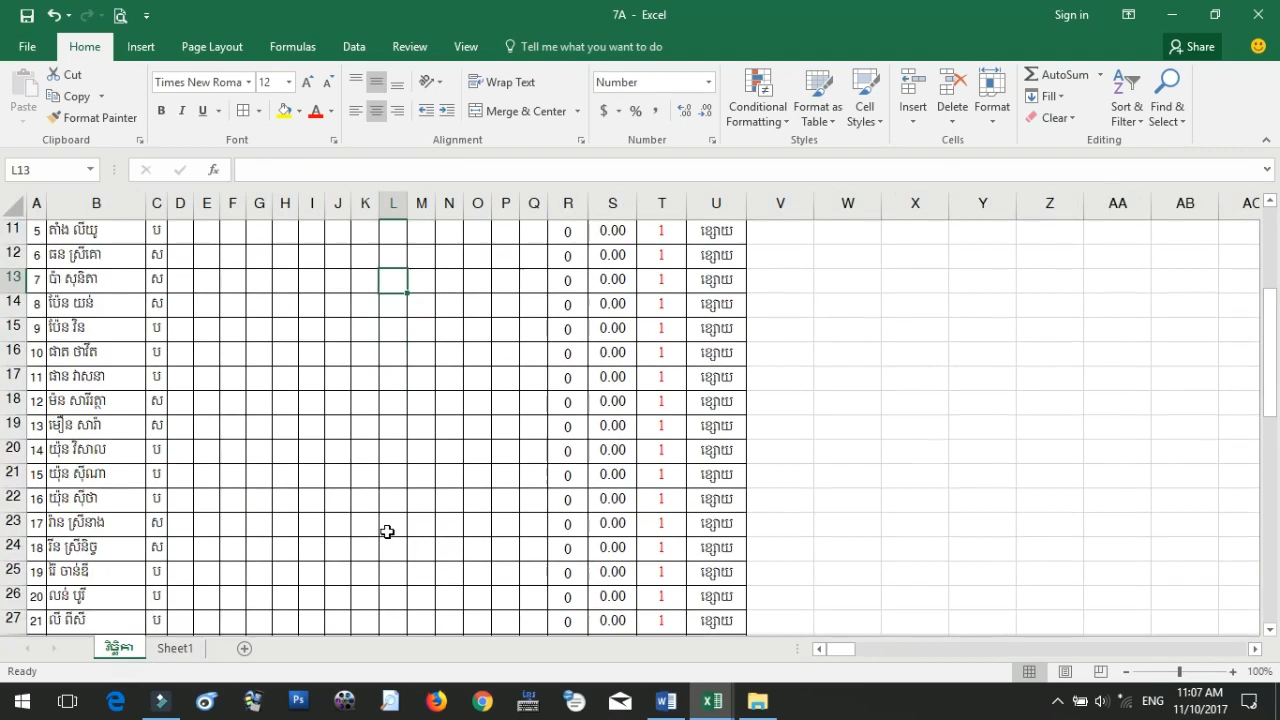 7A - Excel
Sign in
File Home Insert Page Layout Formulas Data Review View Tell me what you want to do Share
Paste Cut Copy Format Painter
Times New Roma 12
B I U
Wrap Text
Merge & Center
Number
$ % ,
Conditional Formatting Format as Table Cell Styles
Insert Delete Format
AutoSum Fill Clear
Sort & Filter Find & Select
Clipboard Font Alignment Number Styles Cells Editing
L13 fx
A B C D E F G H I J K L M N O P Q R S T U V W X Y Z AA AB AC
11 5 តាំង លីយូ ប 0 0.00 1 ខ្សោយ
12 6 ធន ស្រីគោ ស 0 0.00 1 ខ្សោយ
13 7 ប៉ា សុនិតា ស 0 0.00 1 ខ្សោយ
14 8 ប៉ែន យន់ ស 0 0.00 1 ខ្សោយ
15 9 ប៉ែន វិន ប 0 0.00 1 ខ្សោយ
16 10 ផាត ថាវីត ប 0 0.00 1 ខ្សោយ
17 11 ផាន វាសនា ប 0 0.00 1 ខ្សោយ
18 12 ម៉ន សាវីរត្ថា ស 0 0.00 1 ខ្សោយ
19 13 មឿន សារ៉ា ស 0 0.00 1 ខ្សោយ
20 14 យ៉ុន វិសាល ប 0 0.00 1 ខ្សោយ
21 15 យ៉ុន ស៊ីណា ប 0 0.00 1 ខ្សោយ
22 16 យ៉ុន ស៊ីថា ប 0 0.00 1 ខ្សោយ
23 17 រ៉ាន ស្រីនាង ស 0 0.00 1 ខ្សោយ
24 18 រីន ស្រីនិច្ច ស 0 0.00 1 ខ្សោយ
25 19 រ៉ៃ ចាន់ឌី ប 0 0.00 1 ខ្សោយ
26 20 លន់ បូរី ប 0 0.00 1 ខ្សោយ
27 21 លី ពីសី ប 0 0.00 1 ខ្សោយ
Sheet1
Ready 100%
ENG 11:07 AM
11/10/2017